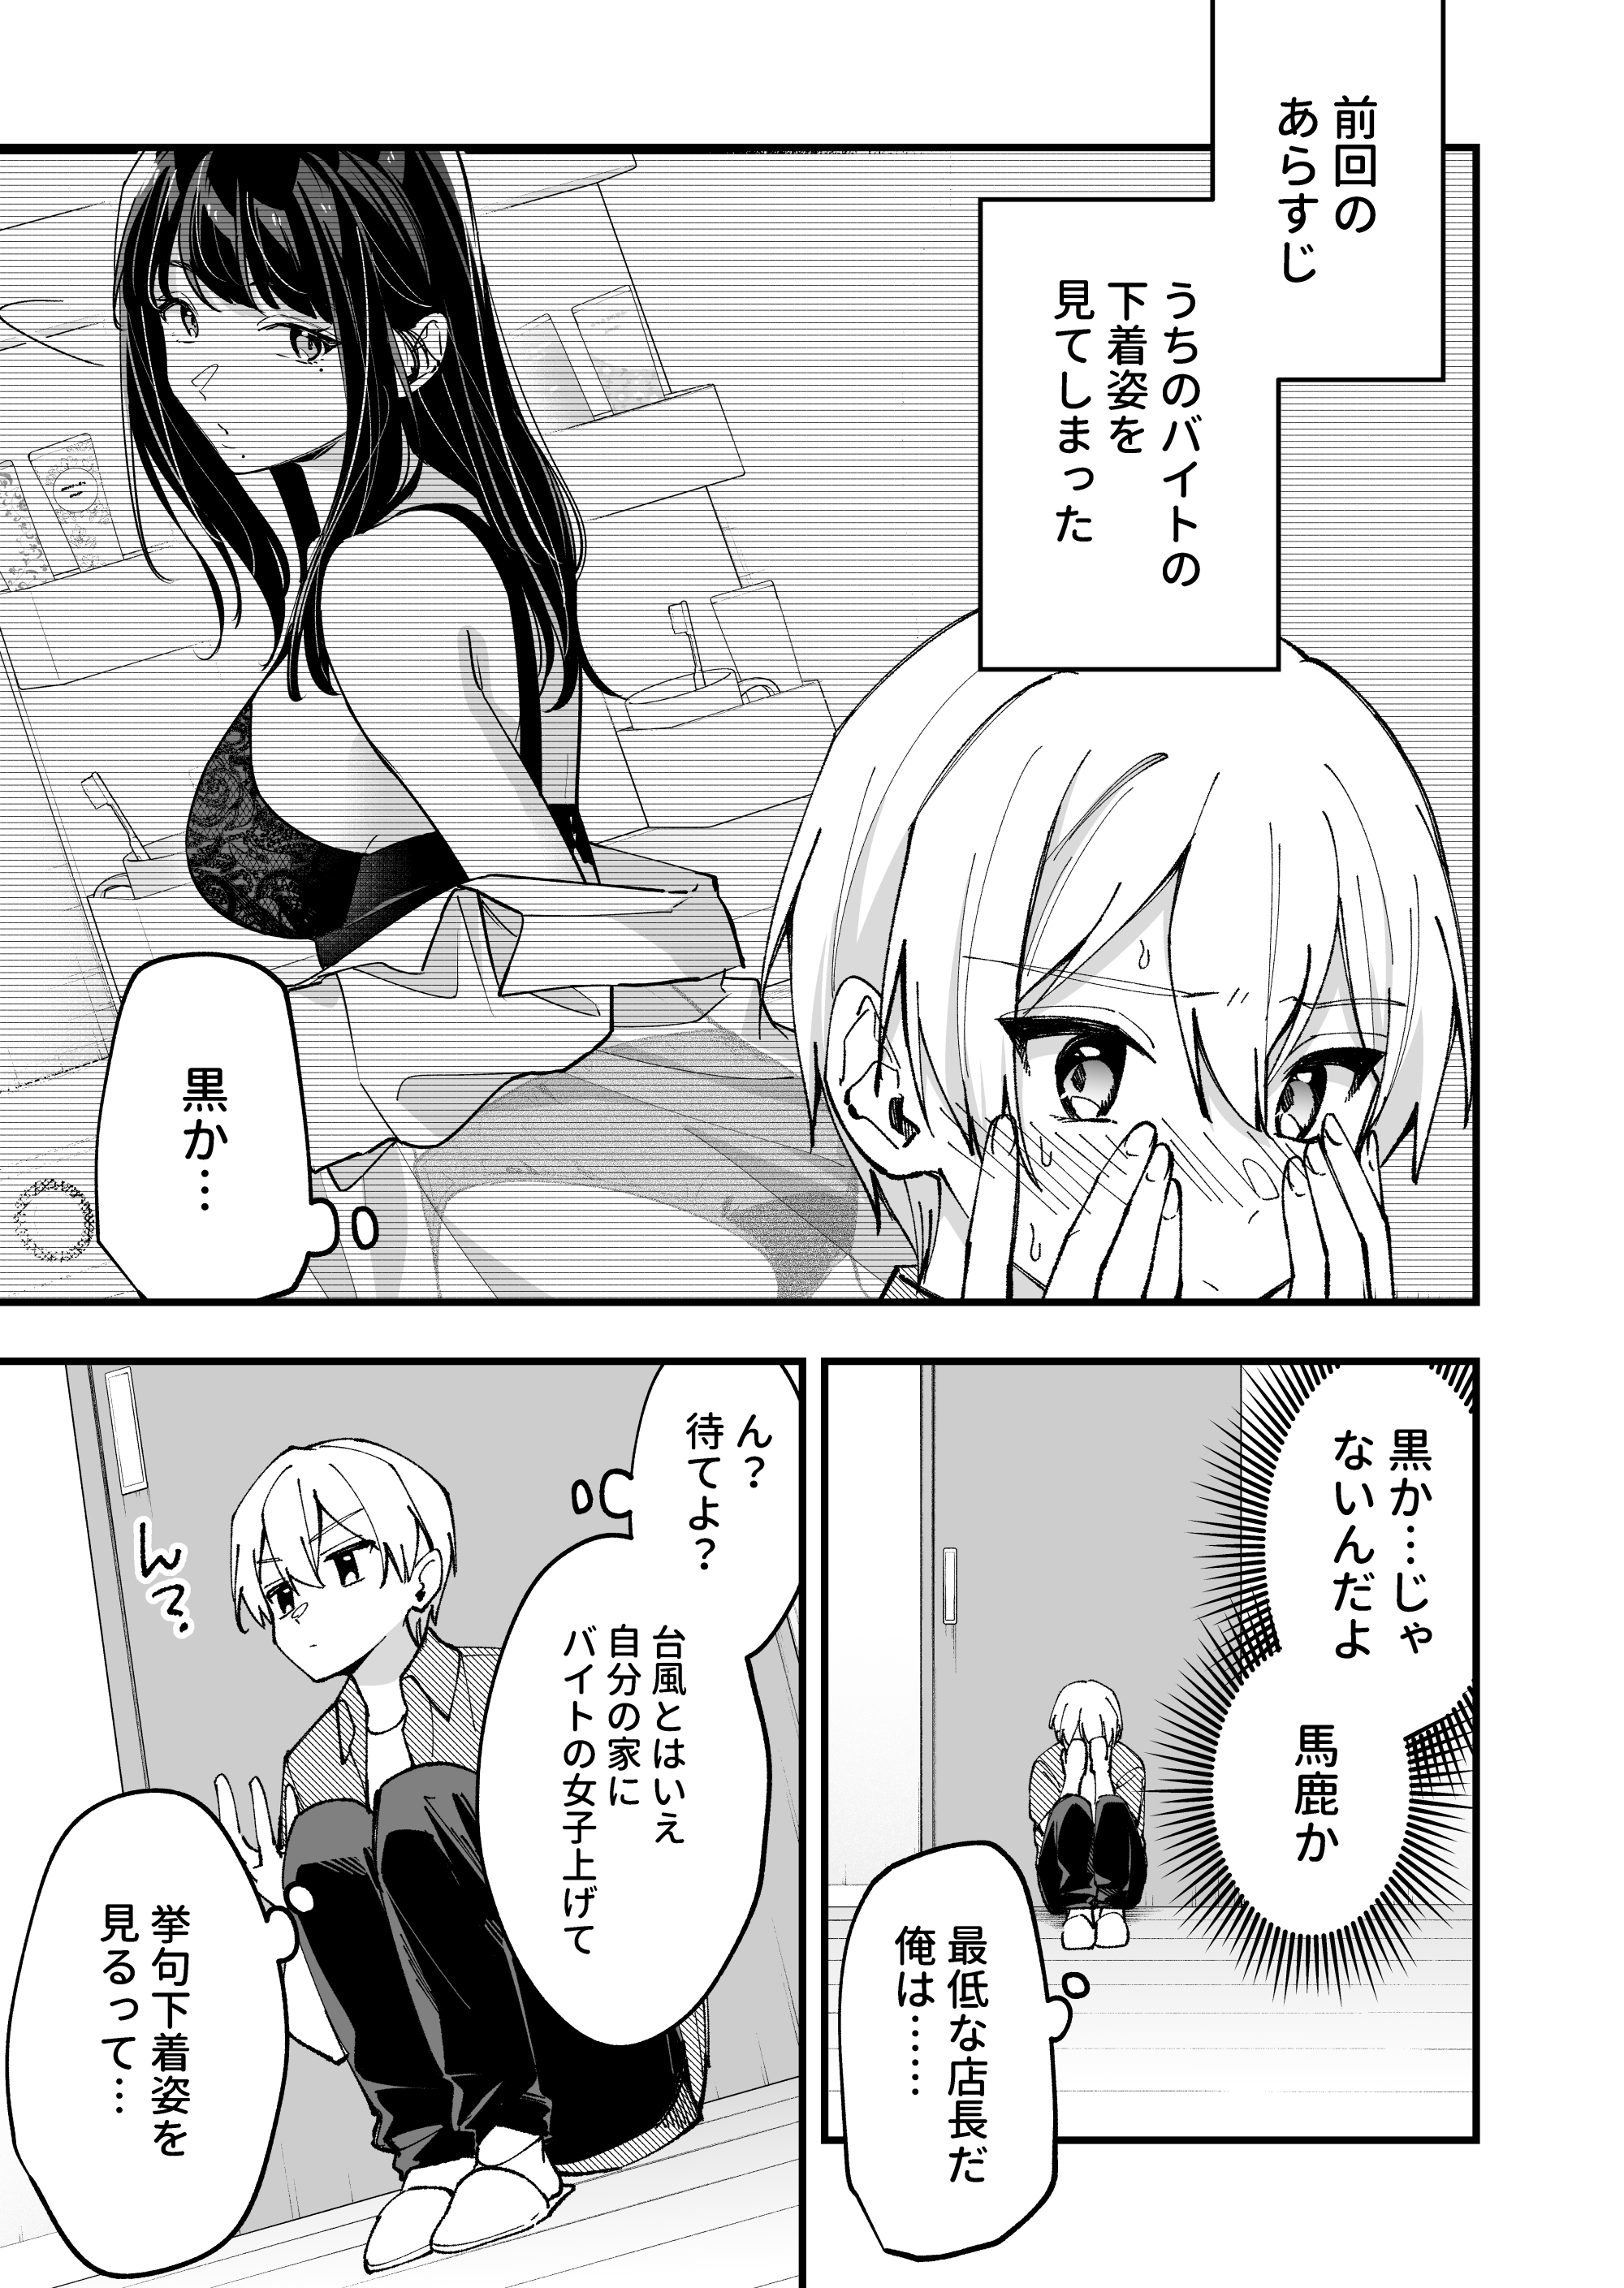 前回の
あらすじ
うちのバイトの
下着姿を
見てしまった
黒か…
黒か…じゃ
ないんだよ
馬鹿か
最低な店長だ
俺は……
ん？
待てよ？
台風とはいえ
自分の家に
バイトの女子上げて
ん？
挙句下着姿を
見るって…